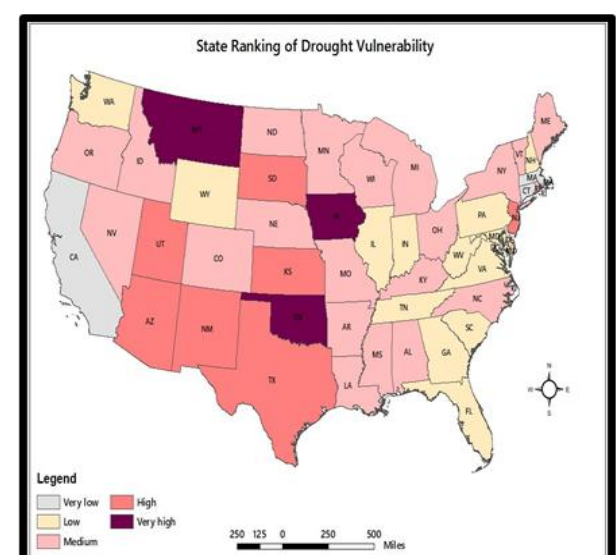 State Ranking of Drought Vulnerability
WA
ND
ME
OR
ID
MN
VT
NH
SD
WI
MI
NY
MA
WY
CT
NE
PA
NJ
NV
UT
IL
IN
OH
CA
CO
WV
VA
KS
MO
KY
AZ
NM
TN
NC
AR
SC
TX
MS
AL
GA
LA
FL
N
W
E
S
Legend
Very low
High
Low
Very high
Medium
250 125 0 250 500
Miles